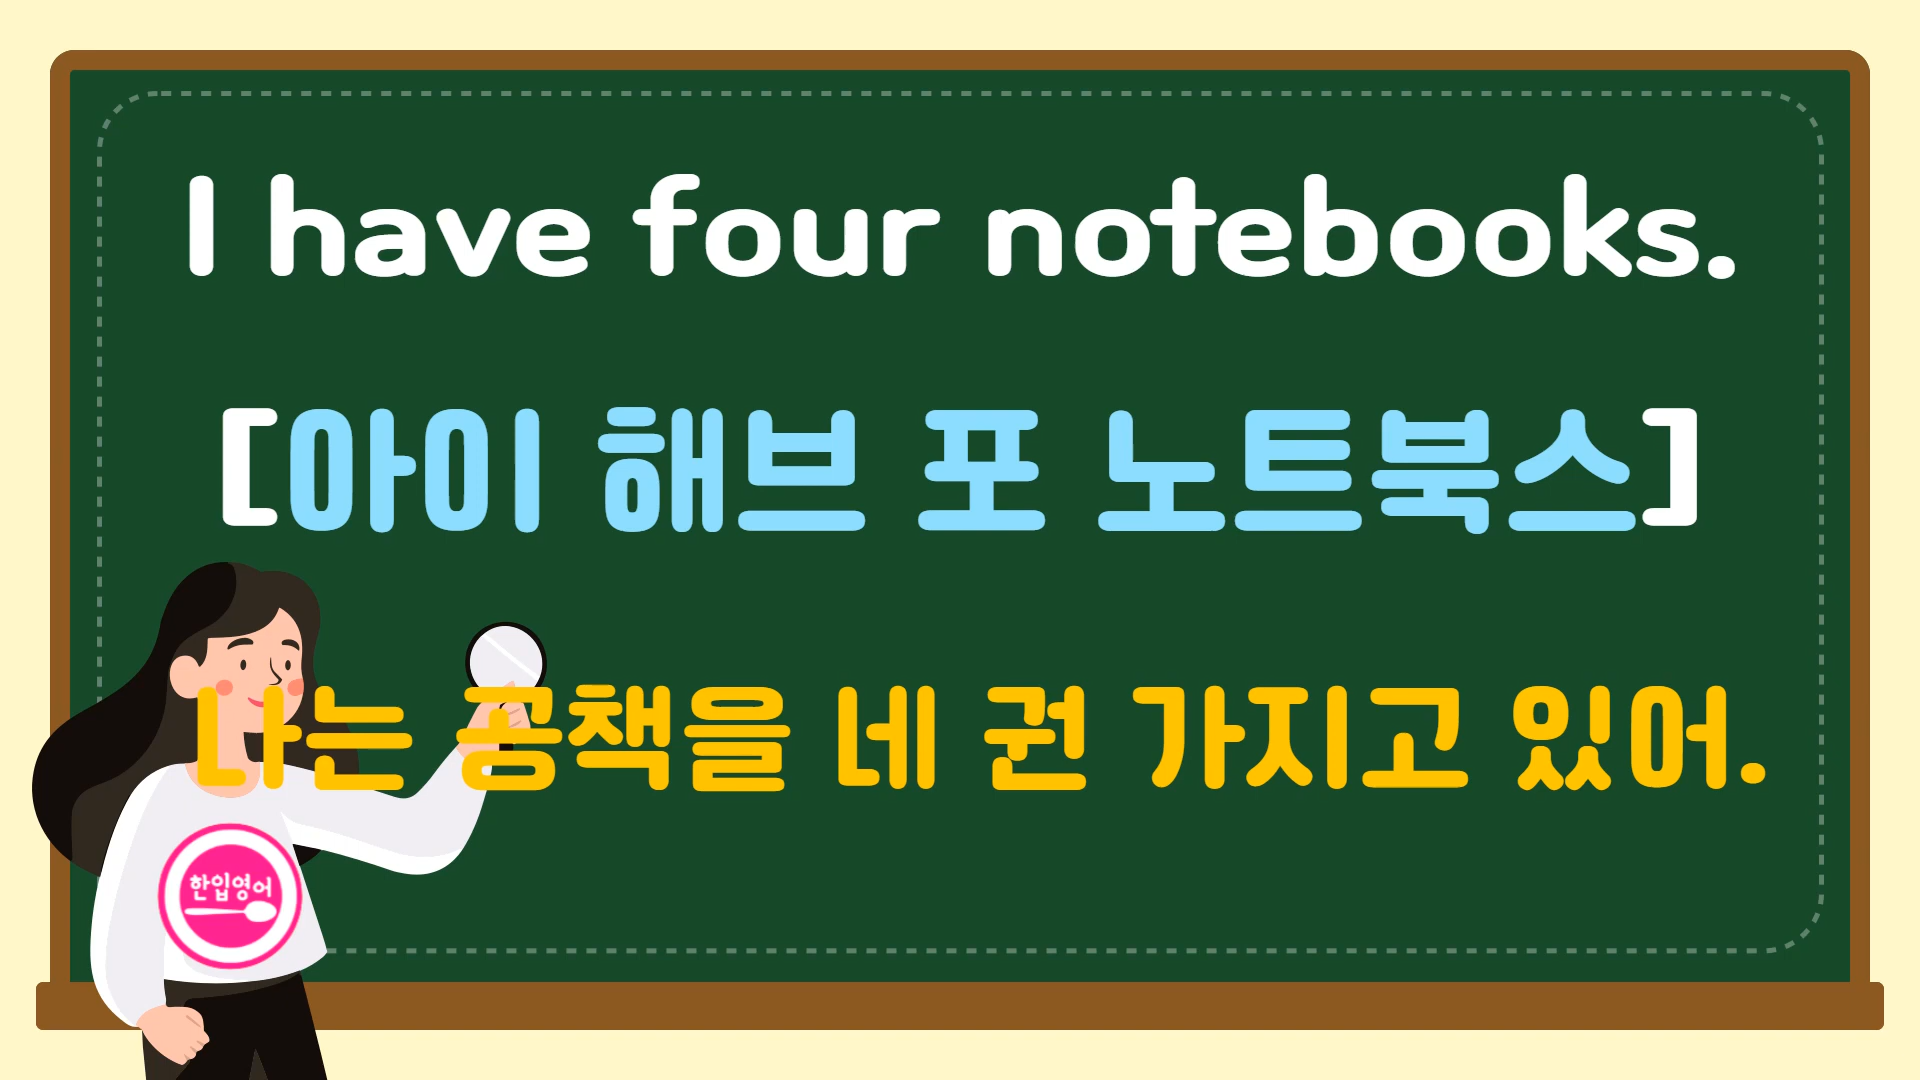 I have four notebooks.
[아이 해브 포 노트북스]
나는 공책을 네 권 가지고 있어.
한입영어